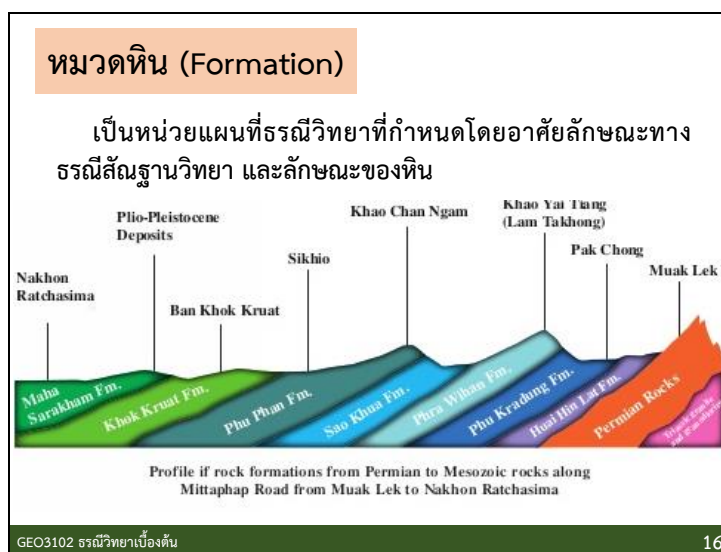 หมวดหิน (Formation)
เป็นหน่วยแผนที่ธรณีวิทยาที่กำหนดโดยอาศัยลักษณะทาง
ธรณีสัณฐานวิทยา และลักษณะของหิน
Nakhon
Ratchasima
Plio-Pleistocene
Deposits
Ban Khok Kruat
Sikhio
Khao Chan Ngam
Khao Yai Tiang
(Lam Takhong)
Pak Chong
Muak Lek
Maha
Sarakham Fm.
Khok Kruat Fm.
Phu Phan Fm.
Sao Khua Fm.
Phra Wihan Fm.
Phu Kradung Fm.
Huai Hin Lat Fm.
Permian Rocks
Profile if rock formations from Permian to Mesozoic rocks along
Mittaphap Road from Muak Lek to Nakhon Ratchasima
GEO3102 ธรณีวิทยาเบื้องต้น
16